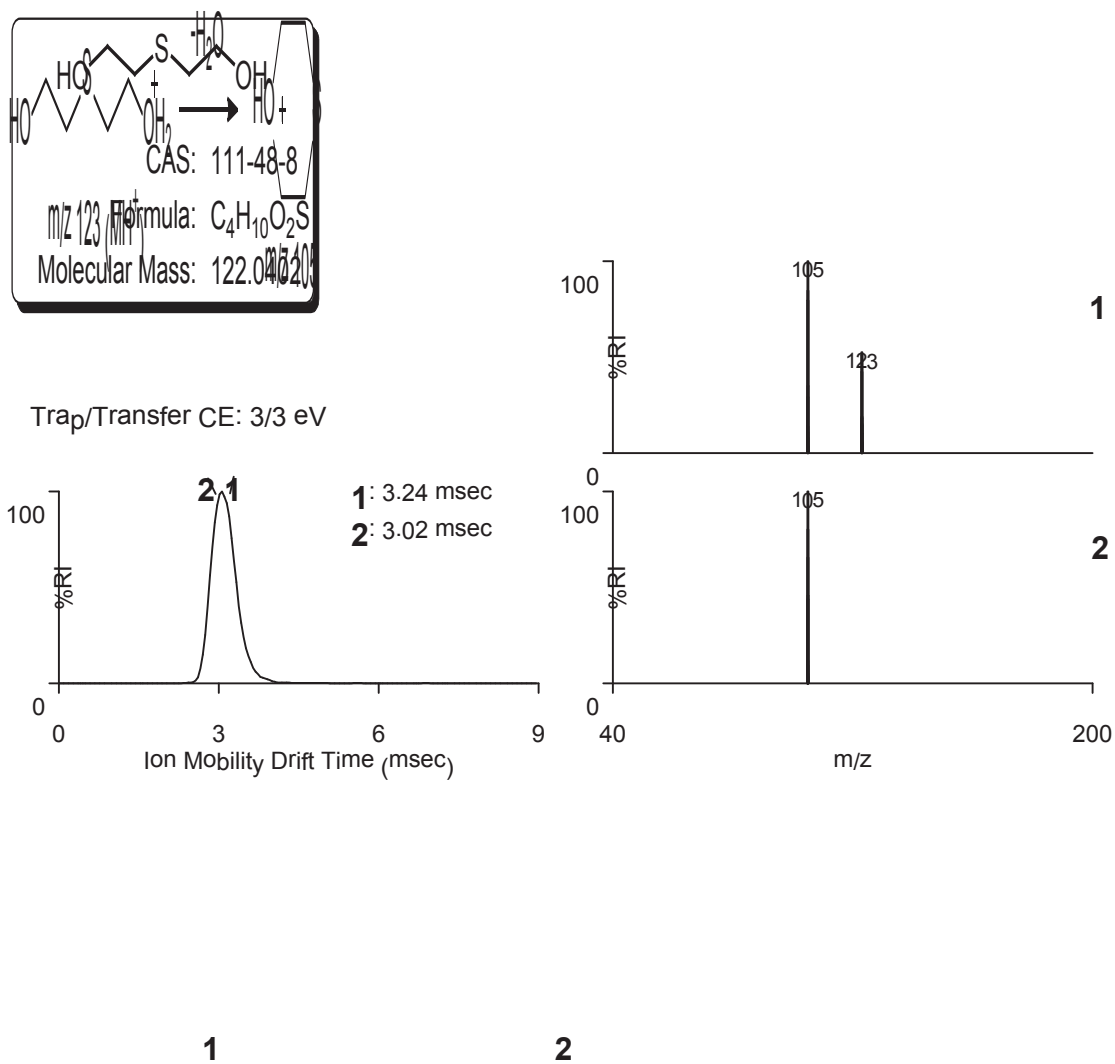 -H2O
S
HO
S
OH
HO
+
OH2
HO
+
CAS: 111-48-8
m/z 123 (MH+)
Formula: C4H10O2S
m/z 105
Molecular Mass: 122.0402
Trap/Transfer CE: 3/3 eV
2 1
1: 3.24 msec
2: 3.02 msec
100
%RI
0
0 3 6 9
Ion Mobility Drift Time (msec)
100
%RI
105
123
1
0
100
%RI
105
2
0
40 200
m/z
1 2